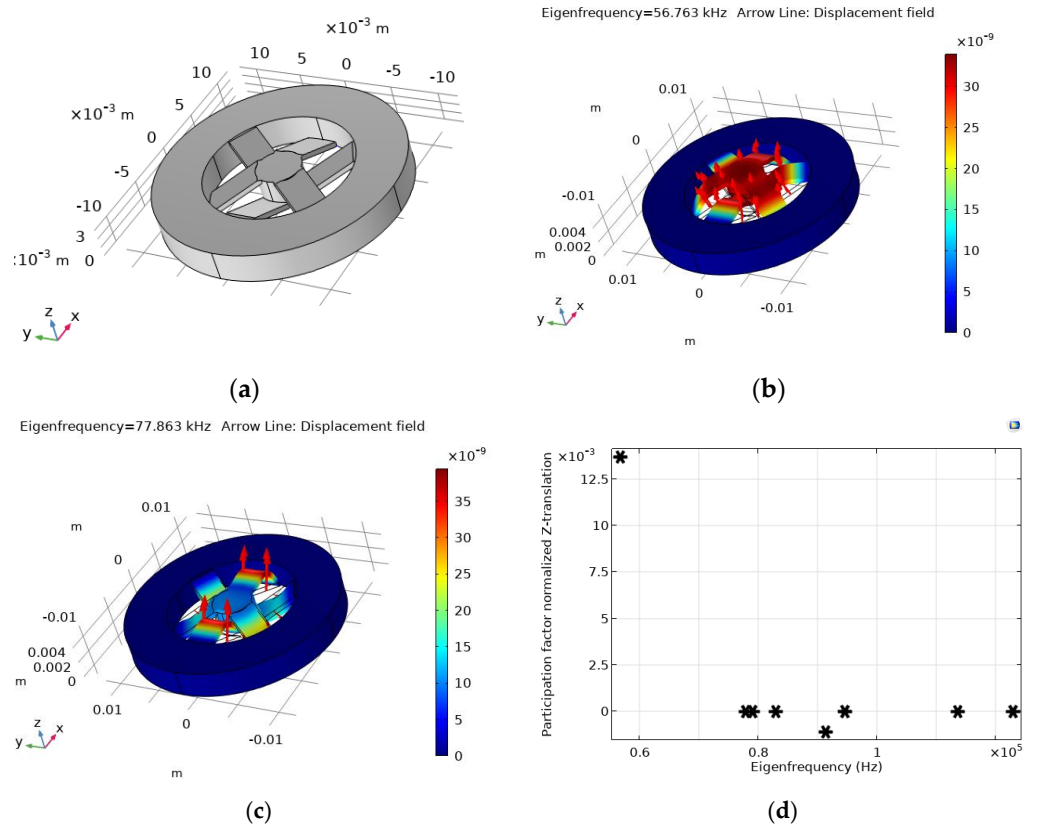 ×10⁻³ m
10 5 0 -5 -10
10
5
0
-5
-10
×10⁻³ m
3
0
:10⁻³ m
z
y x
(a)
Eigenfrequency=56.763 kHz Arrow Line: Displacement field
×10⁻⁹
30
25
20
15
10
5
0
m
0.01
0
-0.01
0.004
0.002
m 0
0.01
0
-0.01
m
z
y x
(b)
Eigenfrequency=77.863 kHz Arrow Line: Displacement field
×10⁻⁹
35
30
25
20
15
10
5
0
m
0.01
0
-0.01
0.004
0.002
m 0
0.01
0
-0.01
m
z
y x
(c)
×10⁻³
12.5
10
7.5
5
2.5
0
Participation factor normalized Z-translation
0.6 0.8 1 ×10⁵
Eigenfrequency (Hz)
(d)